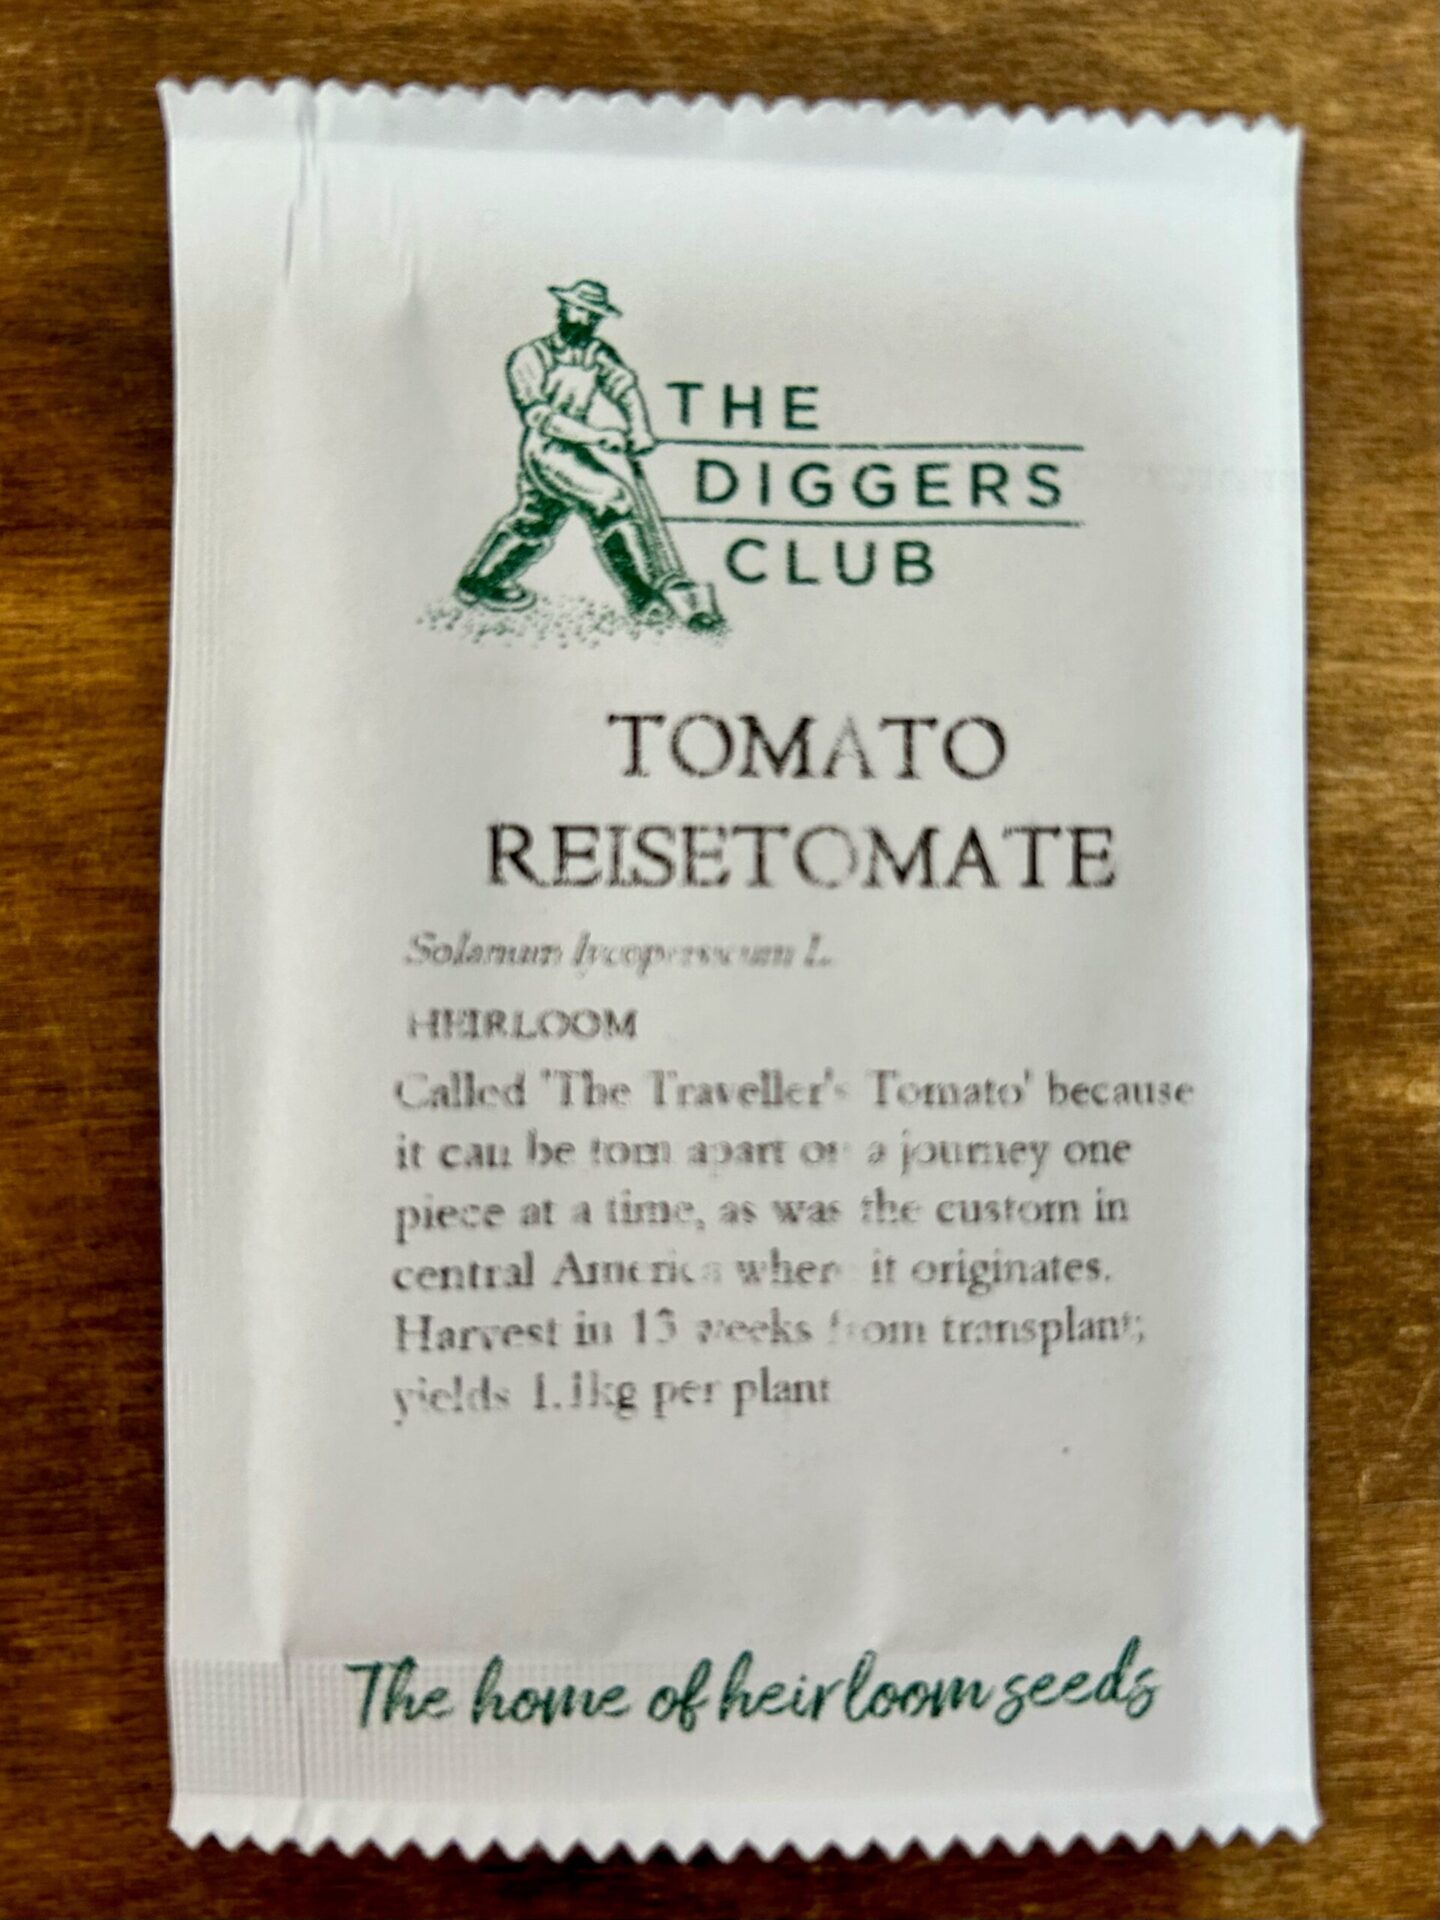 THE
DIGGERS
CLUB
TOMATO
REISETOMATE
Solanum lycopersicum L.
HEIRLOOM
Called 'The Traveller's Tomato' because
it can be torn apart on a journey one
piece at a time, as was the custom in
central America where it originates.
Harvest in 13 weeks from transplant;
yields 1.1kg per plant
The home of heirloom seeds